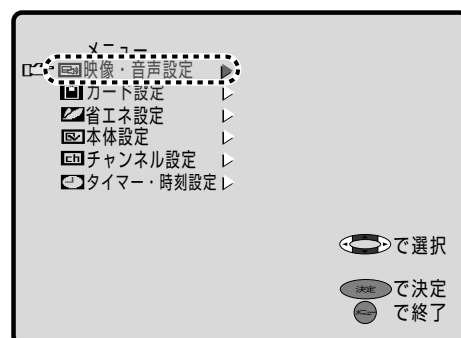 メニュー
映像・音声設定
カード設定
省エネ設定
本体設定
ch チャンネル設定
タイマー・時刻設定
で選択
決定 で決定
メニュー で終了